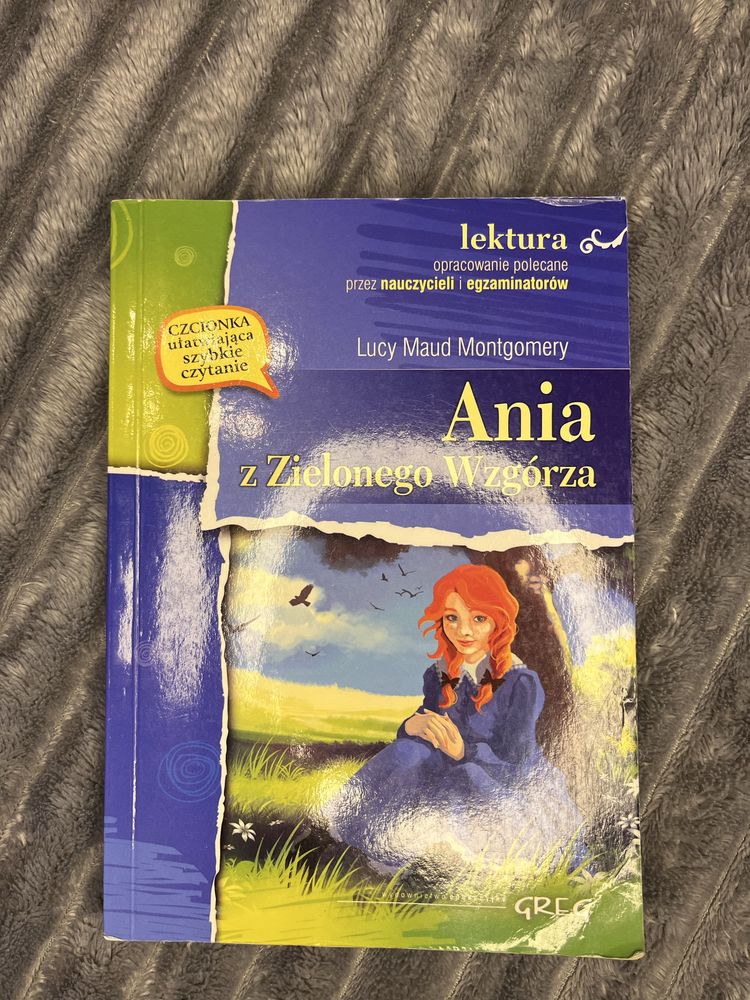 lektura
opracowanie polecane
przez nauczycieli i egzaminatorów
CZCIONKA
ułatwiająca
szybkie
czytanie
Lucy Maud Montgomery
Ania
z Zielonego Wzgórza
GREG